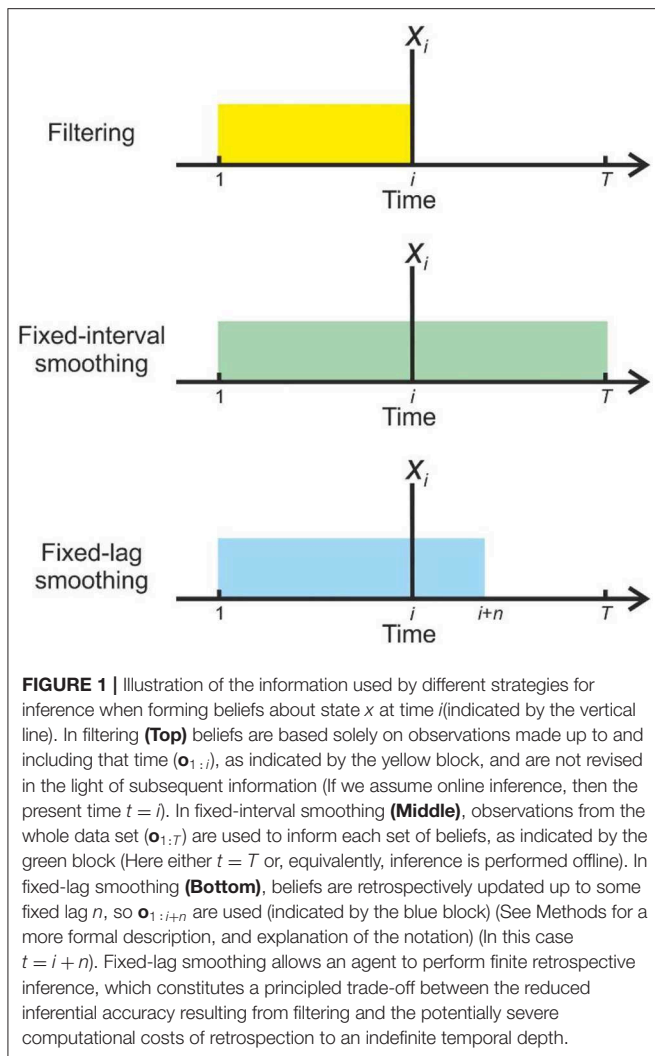 Xi
Filtering
1
i
T
Time
Xi
Fixed-interval
smoothing
1
i
T
Time
Xi
Fixed-lag
smoothing
1
i
i+n
T
Time
FIGURE 1 | Illustration of the information used by different strategies for
inference when forming beliefs about state x at time i(indicated by the vertical
line). In filtering (Top) beliefs are based solely on observations made up to and
including that time (o1:i), as indicated by the yellow block, and are not revised
in the light of subsequent information (If we assume online inference, then the
present time t = i). In fixed-interval smoothing (Middle), observations from the
whole data set (o1:T) are used to inform each set of beliefs, as indicated by the
green block (Here either t = T or, equivalently, inference is performed offline). In
fixed-lag smoothing (Bottom), beliefs are retrospectively updated up to some
fixed lag n, so o1:i+n are used (indicated by the blue block) (See Methods for a
more formal description, and explanation of the notation) (In this case
t = i + n). Fixed-lag smoothing allows an agent to perform finite retrospective
inference, which constitutes a principled trade-off between the reduced
inferential accuracy resulting from filtering and the potentially severe
computational costs of retrospection to an indefinite temporal depth.